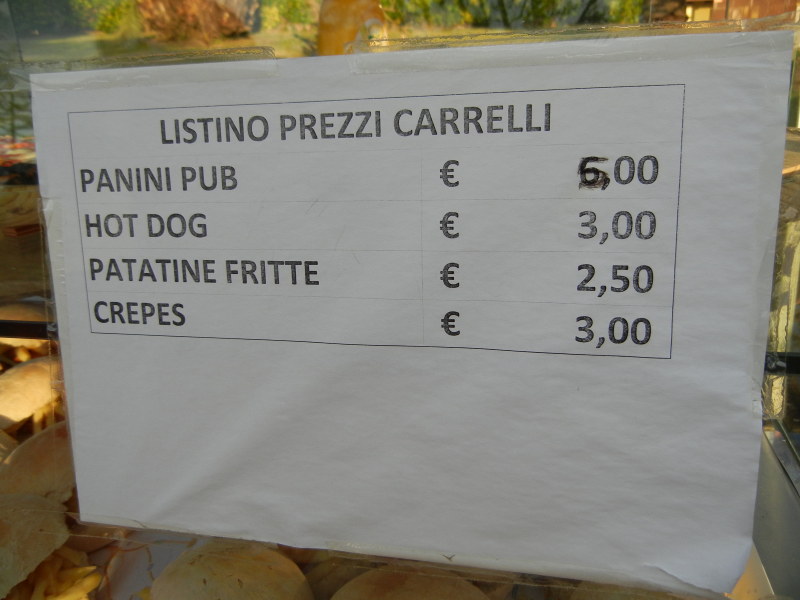 LISTINO PREZZI CARRELLI
PANINI PUB € 6,00
HOT DOG € 3,00
PATATINE FRITTE € 2,50
CREPES € 3,00